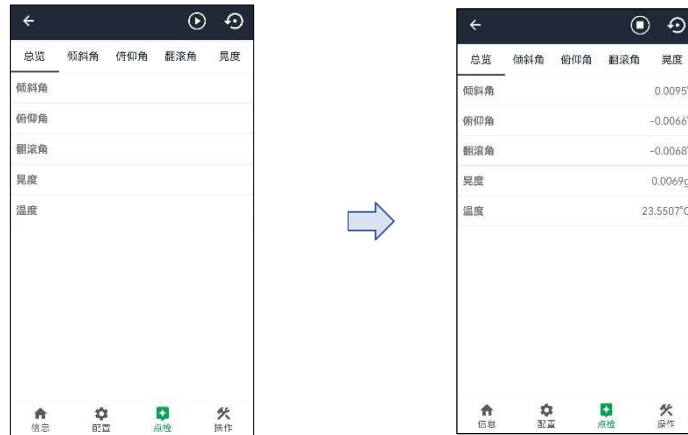 总览 倾斜角 俯仰角 翻滚角 晃度
倾斜角
俯仰角
翻滚角
晃度
温度
信息 配置 点检 操作
总览 倾斜角 俯仰角 翻滚角 晃度
倾斜角 0.0095°
俯仰角 -0.0066°
翻滚角 -0.0068°
晃度 0.0069g
温度 23.5507°C
信息 配置 点检 操作